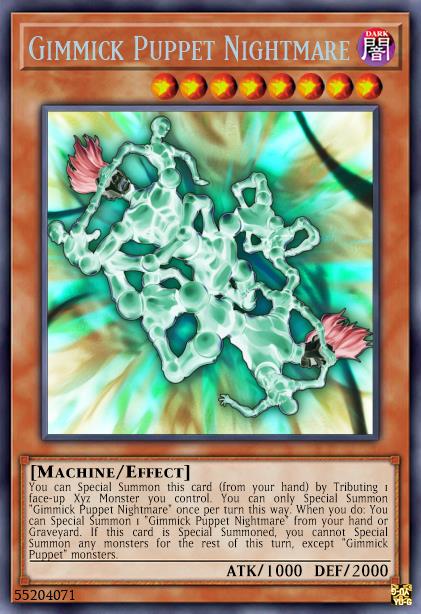 GIMMICK PUPPET NIGHTMARE
DARK
闇
[MACHINE/EFFECT]
You can Special Summon this card (from your hand) by Tributing 1
face-up Xyz Monster you control. You can only Special Summon
"Gimmick Puppet Nightmare" once per turn this way. When you do: You
can Special Summon 1 "Gimmick Puppet Nightmare" from your hand or
Graveyard. If this card is Special Summoned, you cannot Special
Summon any monsters for the rest of this turn, except "Gimmick
Puppet" monsters.
ATK/1000 DEF/2000
55204071